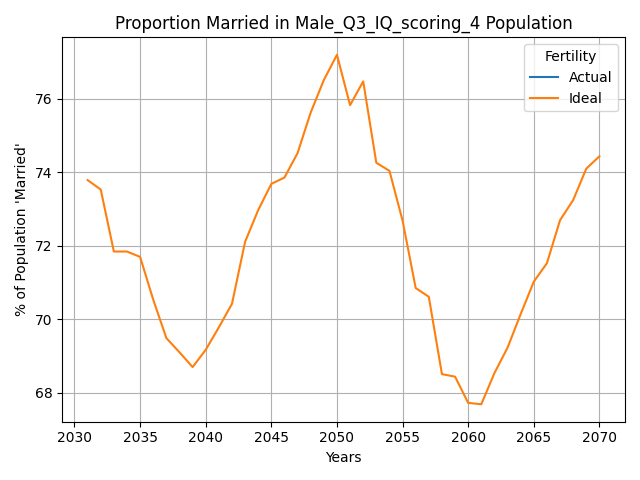 Proportion Married in Male_Q3_IQ_scoring_4 Population
Fertility
Actual
Ideal
% of Population 'Married'
76
74
72
70
68
2030 2035 2040 2045 2050 2055 2060 2065 2070
Years